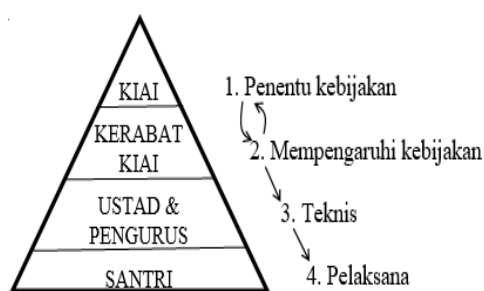 KIAI
KERABAT
KIAI
USTAD &
PENGURUS
SANTRI
1. Penentu kebijakan
2. Mempengaruhi kebijakan
3. Teknis
4. Pelaksana